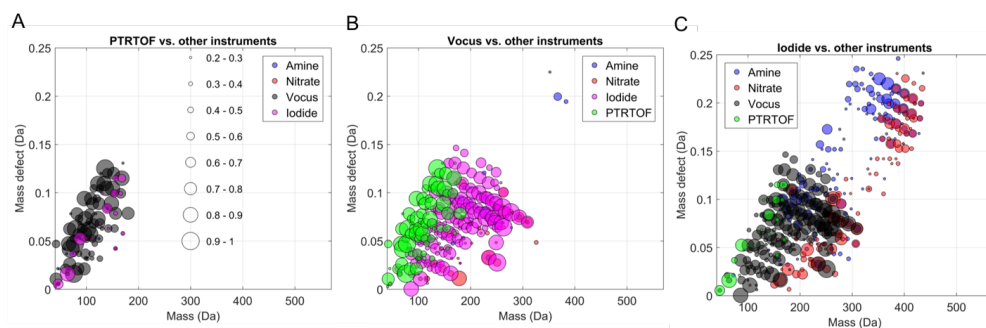 A
PTRTOF vs. other instruments
0.25
0.2
0.15
0.1
0.05
0
Mass defect (Da)
100 200 300 400 500
Mass (Da)
0.2 - 0.3
0.3 - 0.4
0.4 - 0.5
0.5 - 0.6
0.6 - 0.7
0.7 - 0.8
0.8 - 0.9
0.9 - 1
Amine
Nitrate
Vocus
Iodide
B
Vocus vs. other instruments
0.25
0.2
0.15
0.1
0.05
0
Mass defect (Da)
100 200 300 400 500
Mass (Da)
Amine
Nitrate
Iodide
PTRTOF
C
Iodide vs. other instruments
0.25
0.2
0.15
0.1
0.05
0
Mass defect (Da)
100 200 300 400 500
Mass (Da)
Amine
Nitrate
Vocus
PTRTOF